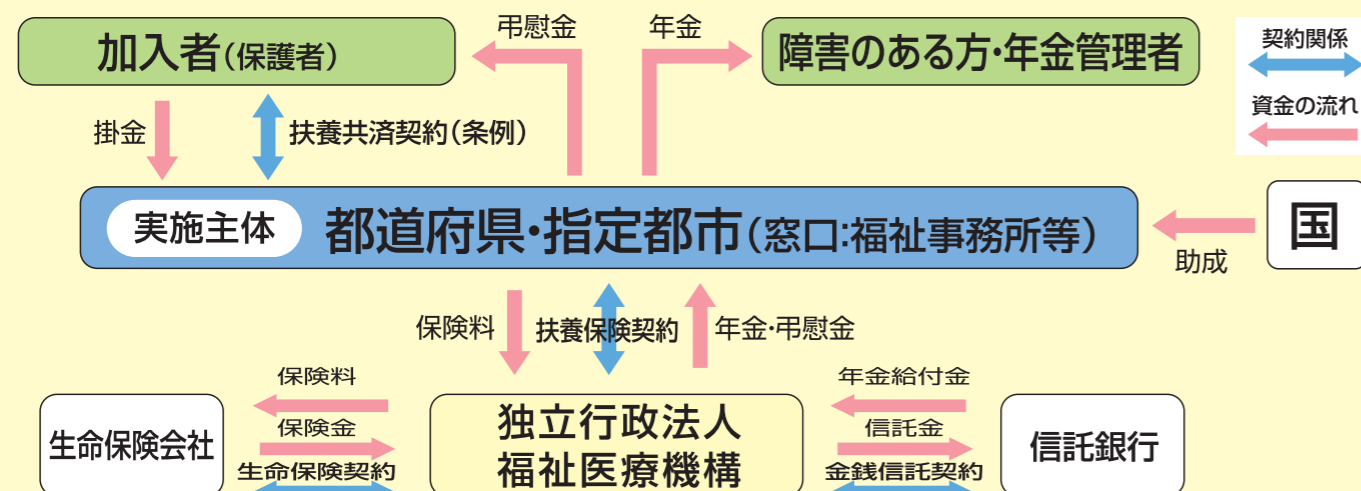 弔慰金
年金
契約関係
資金の流れ
加入者(保護者)
障害のある方・年金管理者
掛金
扶養共済契約(条例)
実施主体 都道府県・指定都市(窓口:福祉事務所等)
国
助成
保険料
扶養保険契約
年金・弔慰金
保険料
年金給付金
生命保険会社
保険金
生命保険契約
独立行政法人
福祉医療機構
信託金
金銭信託契約
信託銀行